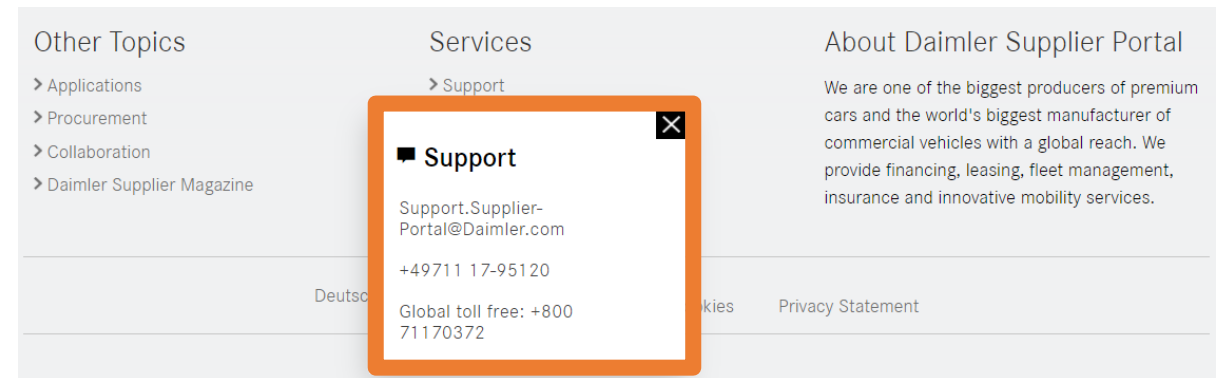 Other Topics
> Applications
> Procurement
> Collaboration
> Daimler Supplier Magazine
Services
> Support
Support
Support.Supplier-
Portal@Daimler.com
+49711 17-95120
Global toll free: +800
71170372
About Daimler Supplier Portal
We are one of the biggest producers of premium
cars and the world's biggest manufacturer of
commercial vehicles with a global reach. We
provide financing, leasing, fleet management,
insurance and innovative mobility services.
Privacy Statement